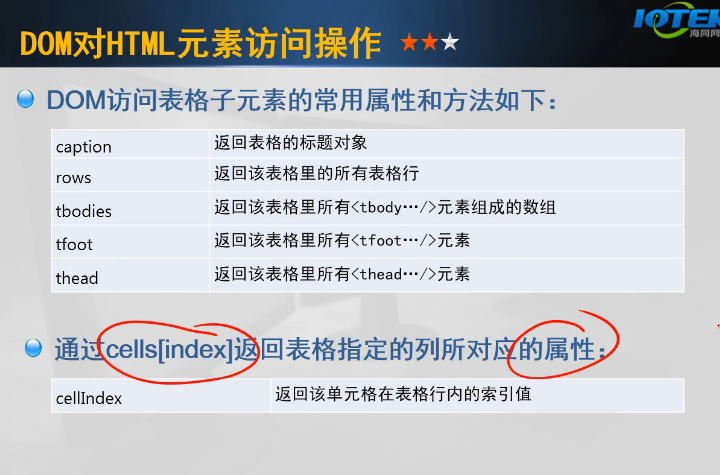 DOM对HTML元素访问操作
IOTEK
海同网
DOM访问表格子元素的常用属性和方法如下：
caption 返回表格的标题对象
rows 返回该表格里的所有表格行
tbodies 返回该表格里所有<tbody…/>元素组成的数组
tfoot 返回该表格里所有<tfoot…/>元素
thead 返回该表格里所有<thead…/>元素
通过cells[index]返回表格指定的列所对应的属性：
cellIndex 返回该单元格在表格行内的索引值